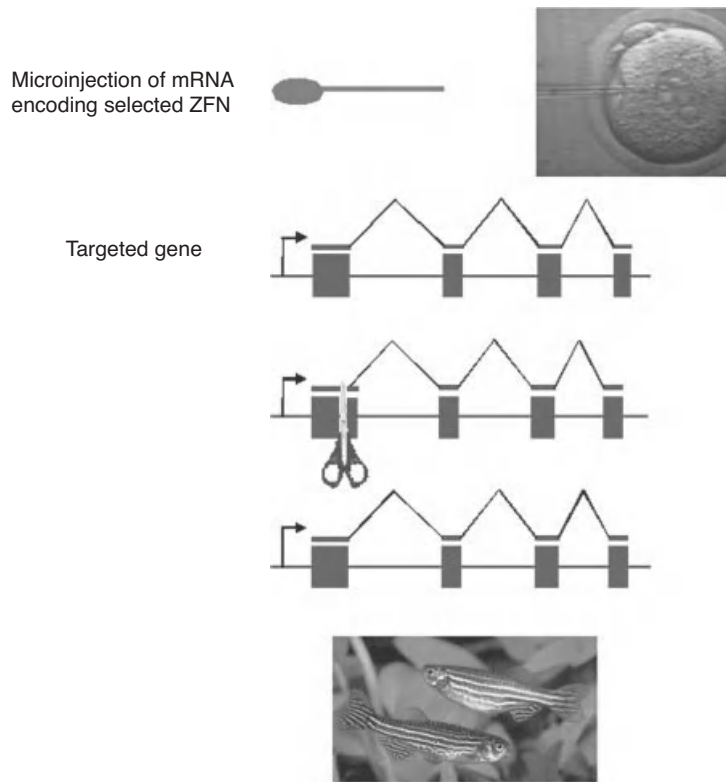 Microinjection of mRNA
encoding selected ZFN
Targeted gene